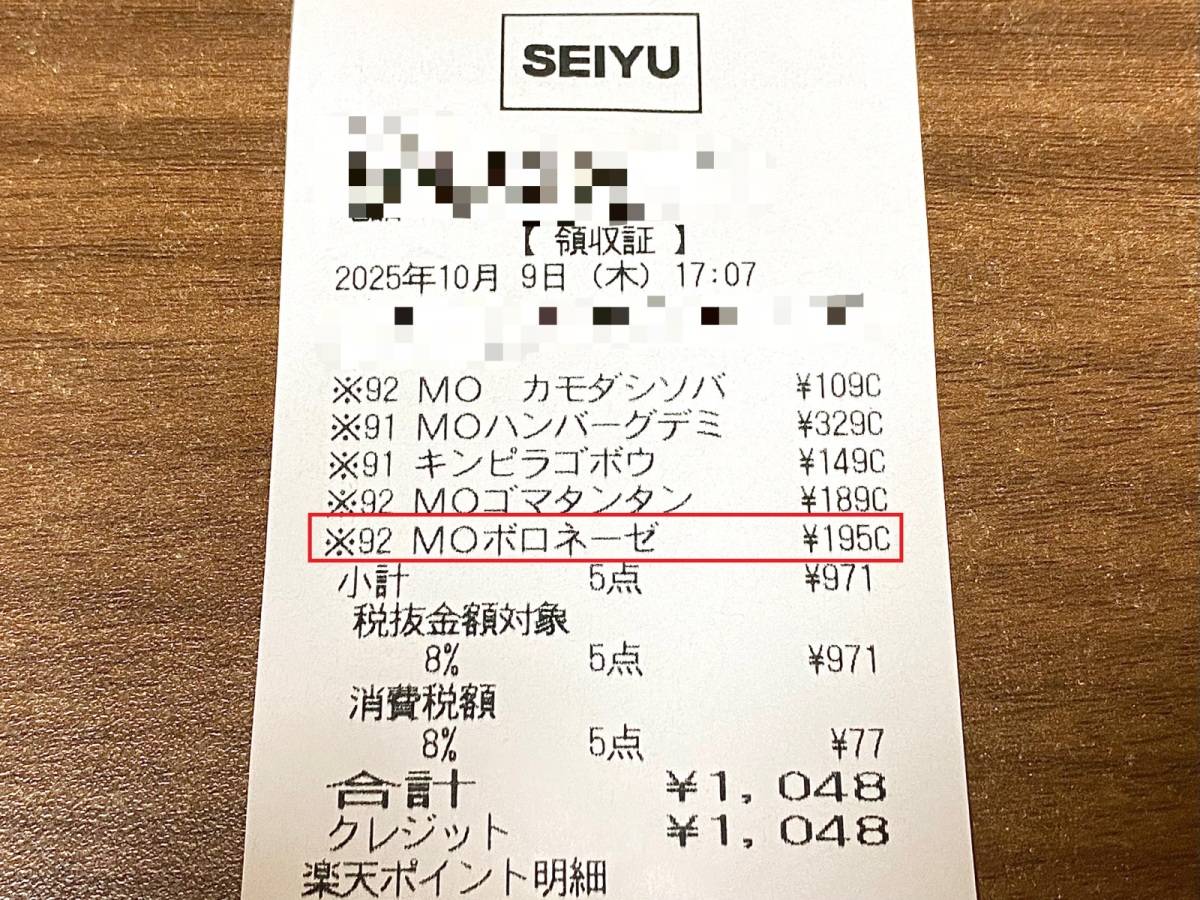 SEIYU
【 領収証 】
2025年10月 9日 (木) 17:07
※92 MO カモダシソバ ¥109C
※91 MOハンバーグデミ ¥329C
※91 キンピラゴボウ ¥149C
※92 MOゴマタンタン ¥189C
※92 MOボロネーゼ ¥195C
小計 5点 ¥971
税抜金額対象
8% 5点 ¥971
消費税額
8% 5点 ¥77
合計 ¥1,048
クレジット ¥1,048
楽天ポイント明細